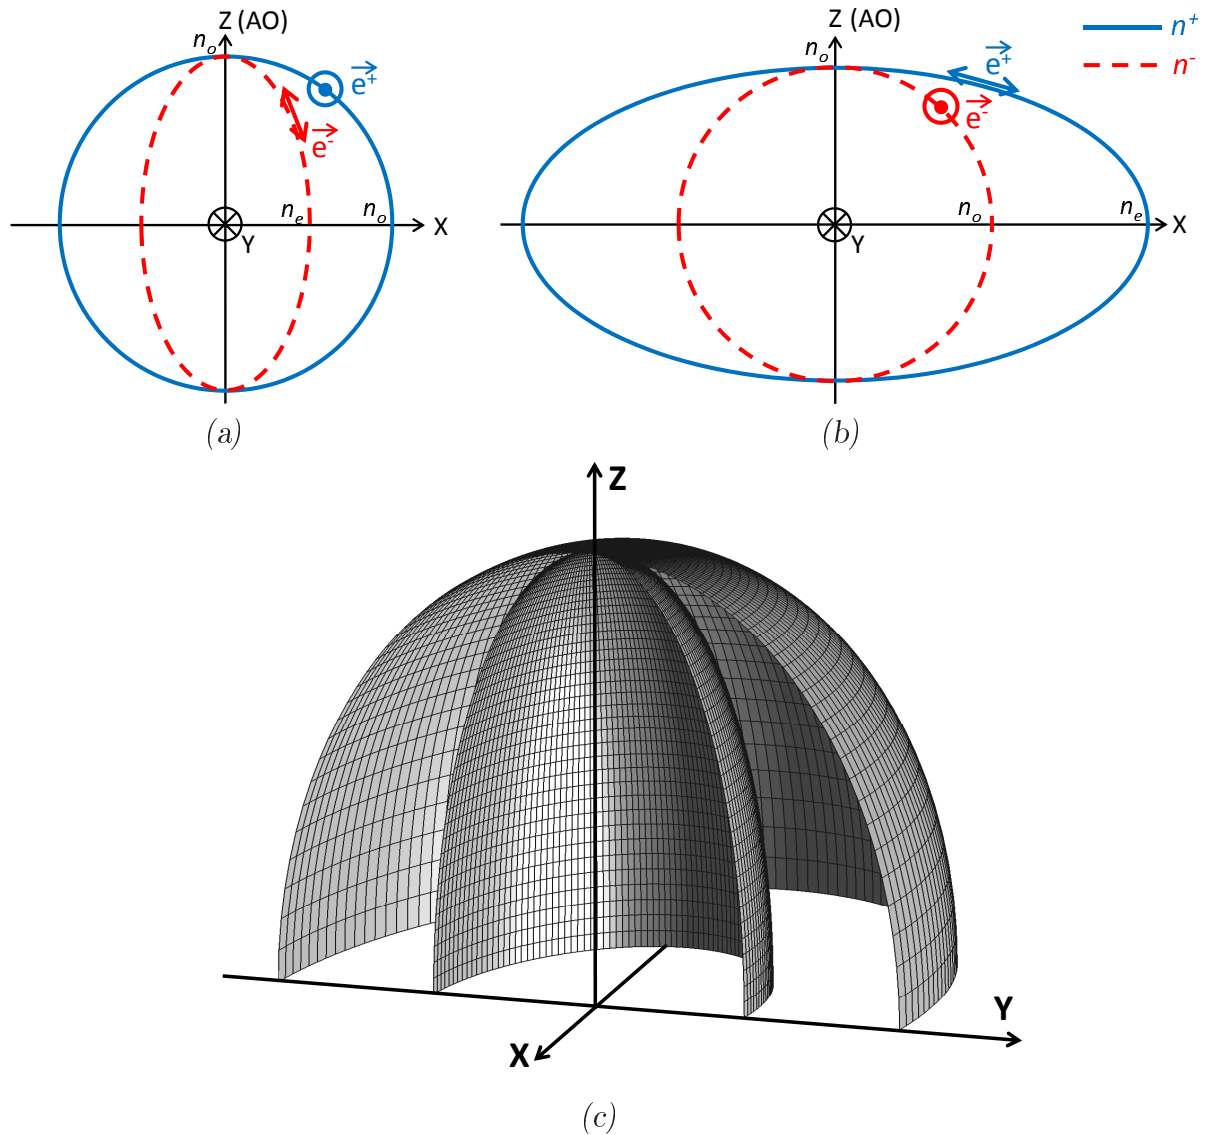 Z (AO)
nₒ
e⁺
e⁻
nₑ
nₒ
X
Y
(a)
Z (AO)
nₒ
e⁺
e⁻
nₒ
nₑ
X
Y
(b)
n⁺
n⁻
Z
Y
X
(c)